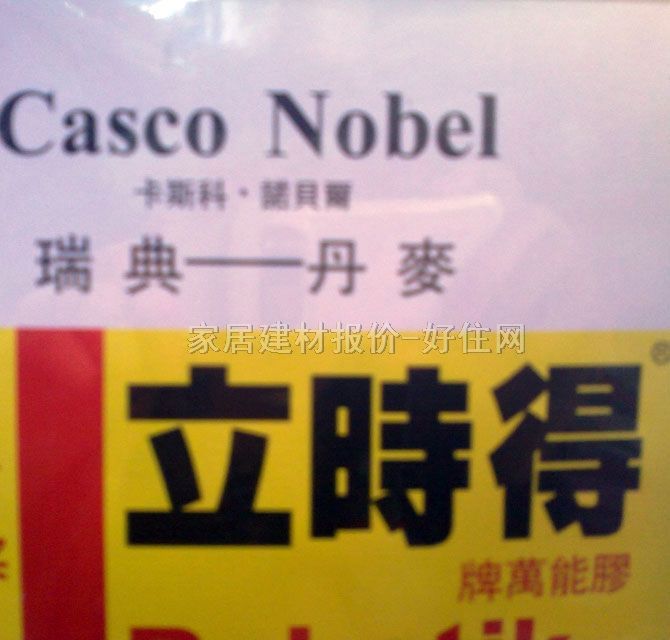 Casco Nobel
卡斯科·諾貝爾
瑞典——丹麥
家居建材报价-好住网
立時得®
牌萬能膠